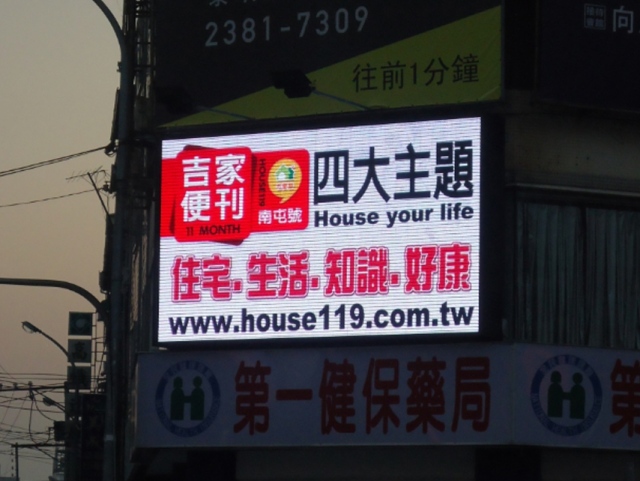 2381-7309
往前1分鐘
向
吉家
便刊
11 MONTH
HOUSE119
南屯號
四大主題
House your life
住宅.生活.知識.好康
www.house119.com.tw
第一健保藥局
第